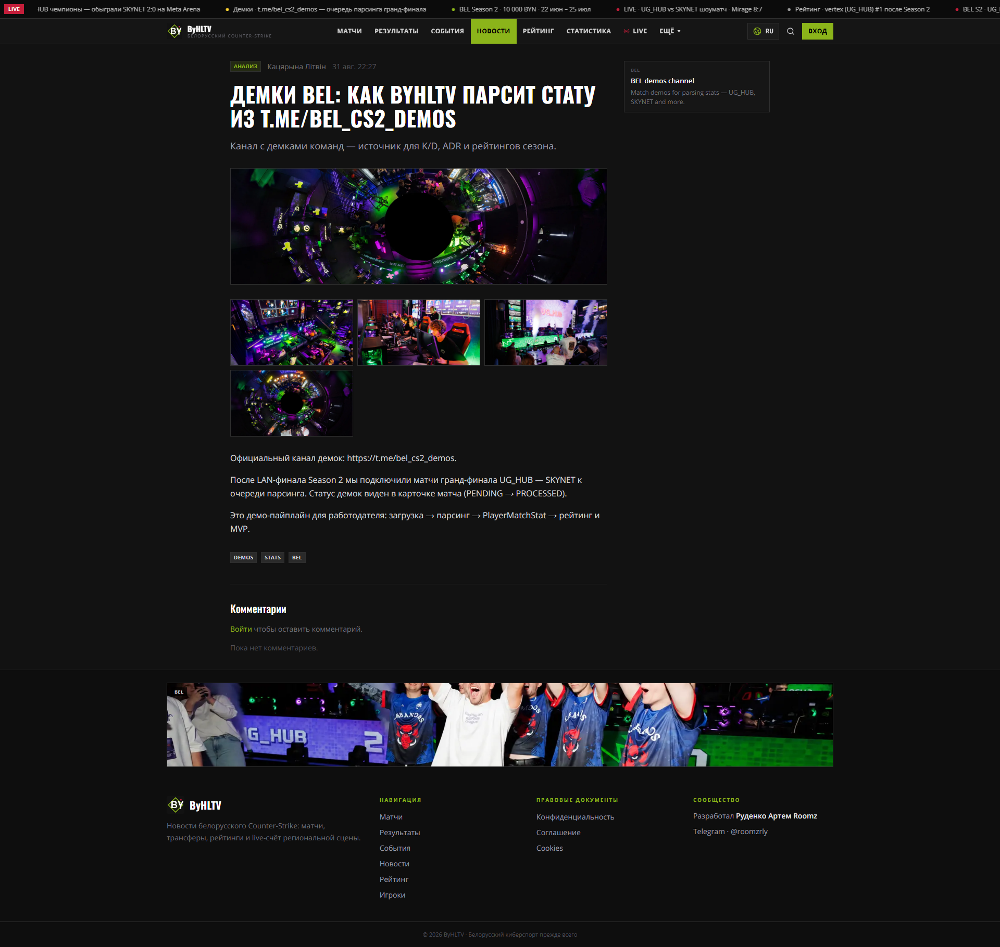 LIVE
HUB чемпионы — обыграли SKYNET 2:0 на Meta Arena
Демки · t.me/bel_cs2_demos — очередь парсинга гранд-финала
BEL Season 2 · 10 000 BYN · 22 июн – 25 июл
LIVE · UG_HUB vs SKYNET шоуматч · Mirage 8:7
Рейтинг · vertex (UG_HUB) #1 после Season 2
BEL S2 · UG_
BY
ByHLTV
БЕЛОРУССКИЙ COUNTER-STRIKE
МАТЧИ
РЕЗУЛЬТАТЫ
СОБЫТИЯ
НОВОСТИ
РЕЙТИНГ
СТАТИСТИКА
LIVE
ЕЩЁ
RU
ВХОД
АНАЛИЗ
Кацярына Літвін
31 авг. 22:27
ДЕМКИ BEL: КАК BYHLTV ПАРСИТ СТАТУ
ИЗ T.ME/BEL_CS2_DEMOS
Канал с демками команд — источник для K/D, ADR и рейтингов сезона.
BEL
BEL demos channel
Match demos for parsing stats — UG_HUB,
SKYNET and more.
UG_HUB
Официальный канал демок: https://t.me/bel_cs2_demos.
После LAN-финала Season 2 мы подключили матчи гранд-финала UG_HUB — SKYNET к
очереди парсинга. Статус демок виден в карточке матча (PENDING → PROCESSED).
Это демо-пайплайн для работодателя: загрузка → парсинг → PlayerMatchStat → рейтинг и
MVP.
DEMOS
STATS
BEL
Комментарии
Войти чтобы оставить комментарий.
Пока нет комментариев.
BEL
UG_HUB
2
BY
ByHLTV
Новости белорусского Counter-Strike: матчи,
трансферы, рейтинги и live-счёт региональной сцены.
НАВИГАЦИЯ
Матчи
Результаты
События
Новости
Рейтинг
Игроки
ПРАВОВЫЕ ДОКУМЕНТЫ
Конфиденциальность
Соглашение
Cookies
СООБЩЕСТВО
Разработал Руденко Артем Roomz
Telegram · @roomzrly
© 2026 ByHLTV · Белорусский киберспорт прежде всего